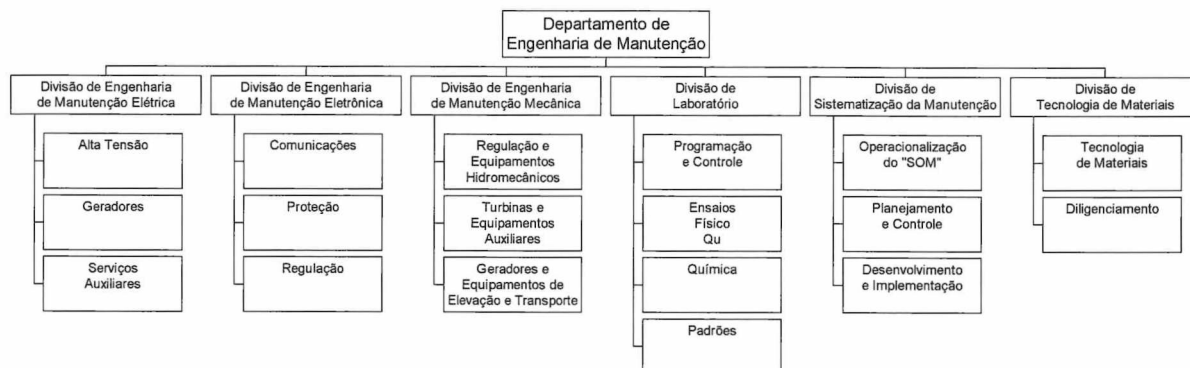 Departamento de
Engenharia de Manutenção
Divisão de Engenharia
de Manutenção Elétrica
Alta Tensão
Geradores
Serviços
Auxiliares
Divisão de Engenharia
de Manutenção Eletrônica
Comunicações
Proteção
Regulação
Divisão de Engenharia
de Manutenção Mecânica
Regulação e
Equipamentos
Hidromecânicos
Turbinas e
Equipamentos
Auxiliares
Geradores e
Equipamentos de
Elevação e Transporte
Divisão de
Laboratório
Programação
e Controle
Ensaios
Físico
Qu
Química
Padrões
Divisão de
Sistematização da Manutenção
Operacionalização
do "SOM"
Planejamento
e Controle
Desenvolvimento
e Implementação
Divisão de
Tecnologia de Materiais
Tecnologia
de Materiais
Diligenciamento